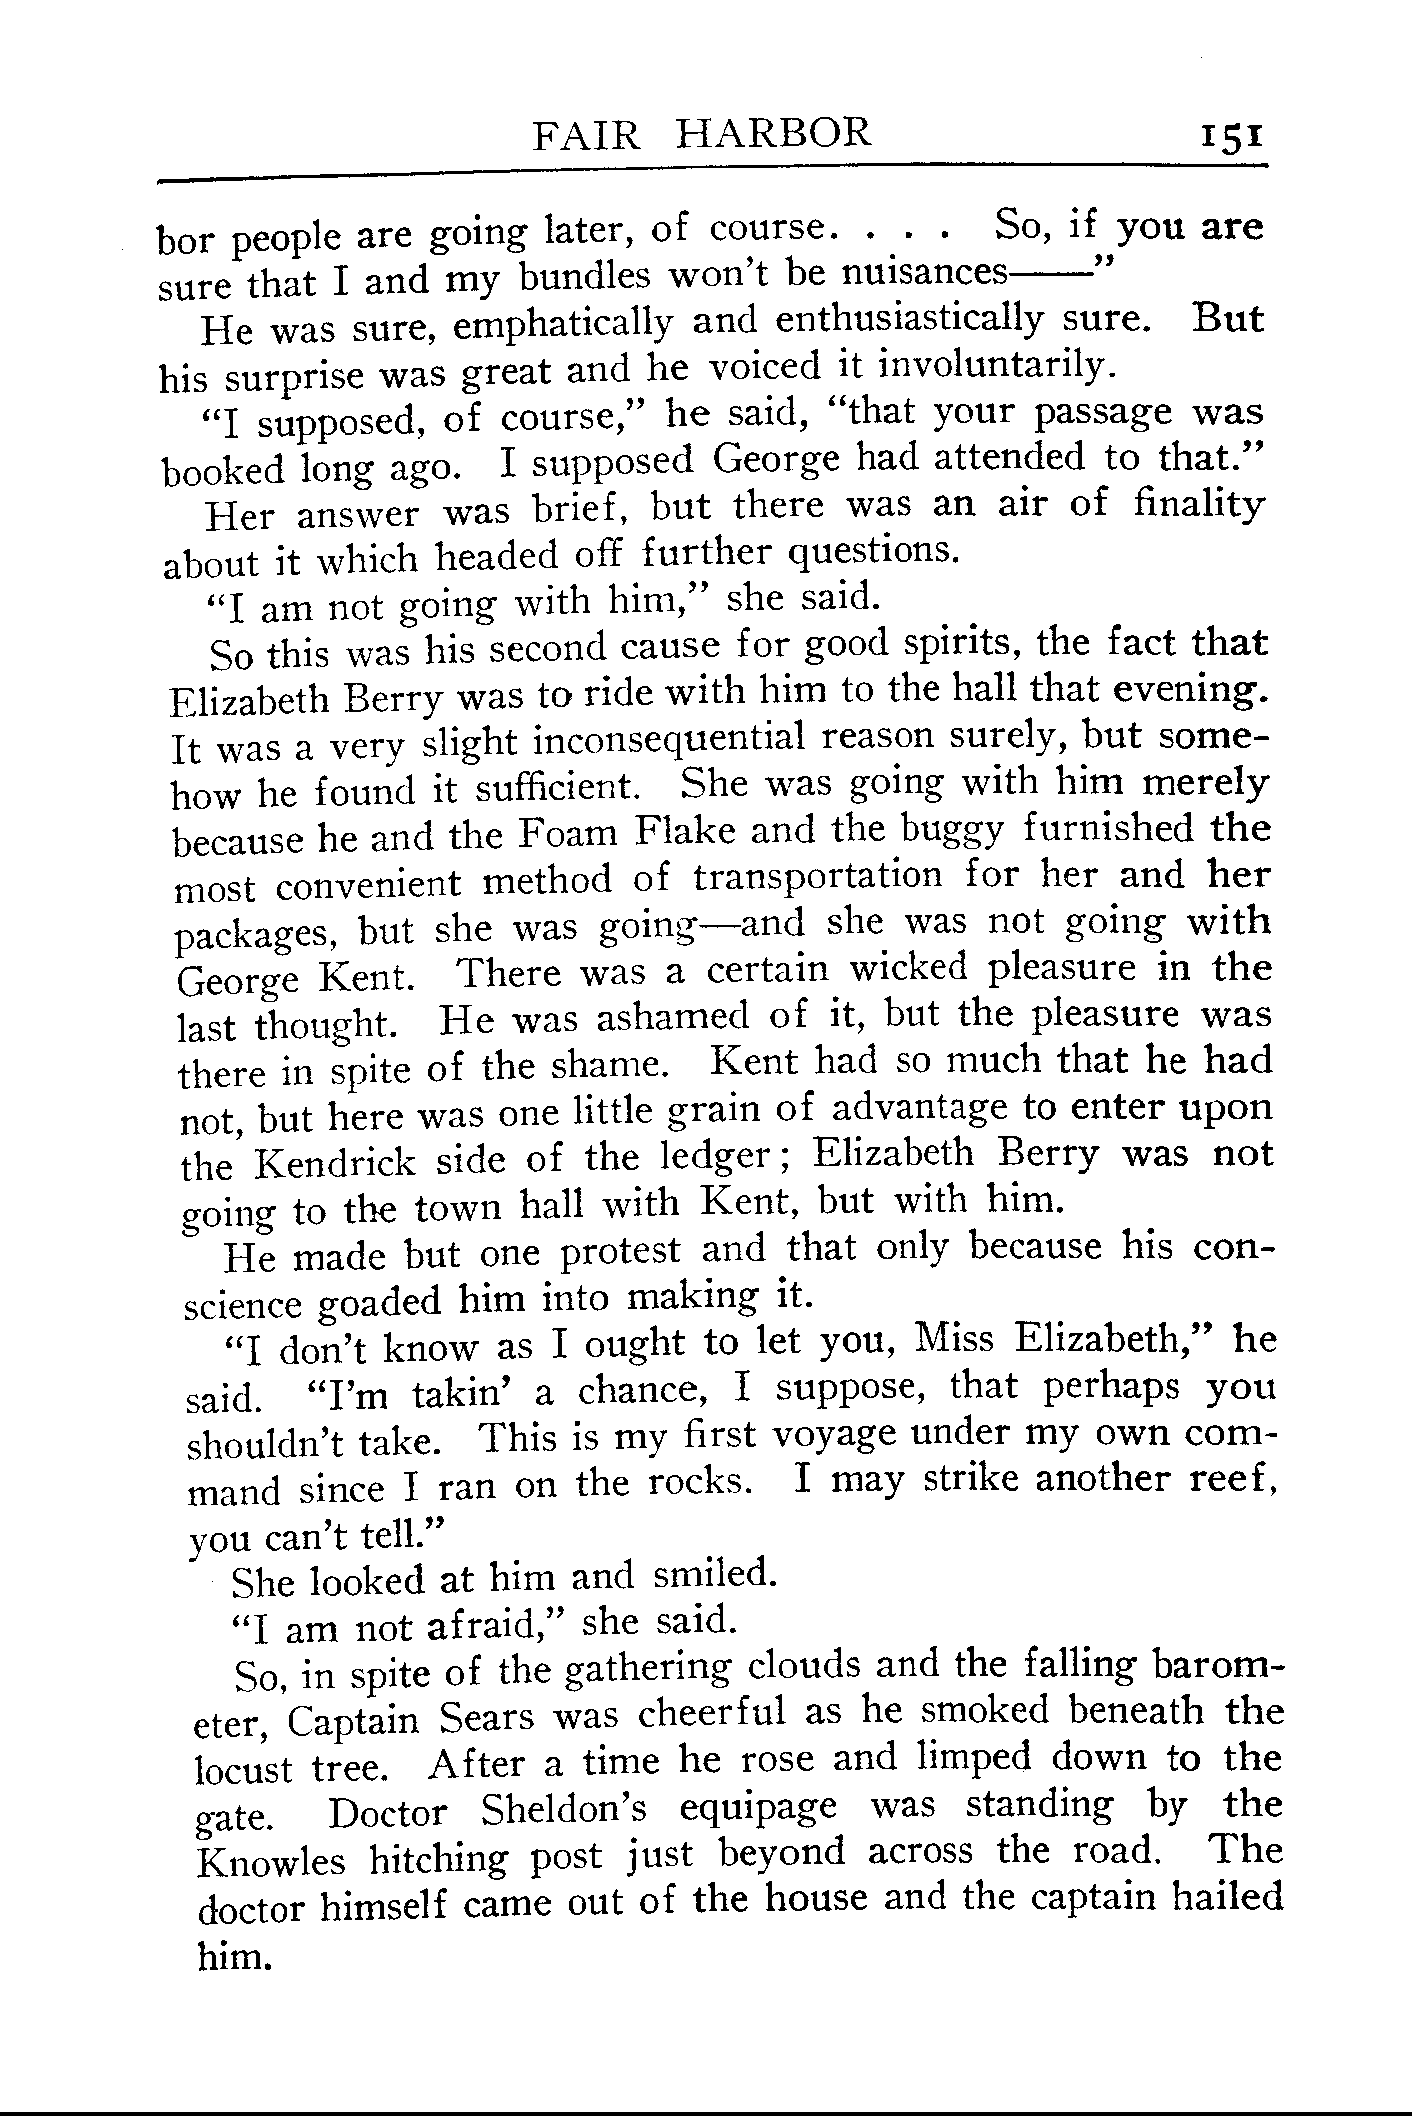 FAIR HARBOR 151
bor people are going later, of course. . . . So, if you are
sure that I and my bundles won't be nuisances——"
He was sure, emphatically and enthusiastically sure. But
his surprise was great and he voiced it involuntarily.
"I supposed, of course," he said, "that your passage was
booked long ago. I supposed George had attended to that."
Her answer was brief, but there was an air of finality
about it which headed off further questions.
"I am not going with him," she said.
So this was his second cause for good spirits, the fact that
Elizabeth Berry was to ride with him to the hall that evening.
It was a very slight inconsequential reason surely, but some-
how he found it sufficient. She was going with him merely
because he and the Foam Flake and the buggy furnished the
most convenient method of transportation for her and her
packages, but she was going—and she was not going with
George Kent. There was a certain wicked pleasure in the
last thought. He was ashamed of it, but the pleasure was
there in spite of the shame. Kent had so much that he had
not, but here was one little grain of advantage to enter upon
the Kendrick side of the ledger; Elizabeth Berry was not
going to the town hall with Kent, but with him.
He made but one protest and that only because his con-
science goaded him into making it.
"I don't know as I ought to let you, Miss Elizabeth," he
said. "I'm takin' a chance, I suppose, that perhaps you
shouldn't take. This is my first voyage under my own com-
mand since I ran on the rocks. I may strike another reef,
you can't tell."
She looked at him and smiled.
"I am not afraid," she said.
So, in spite of the gathering clouds and the falling barom-
eter, Captain Sears was cheerful as he smoked beneath the
locust tree. After a time he rose and limped down to the
gate. Doctor Sheldon's equipage was standing by the
Knowles hitching post just beyond across the road. The
doctor himself came out of the house and the captain hailed
him.